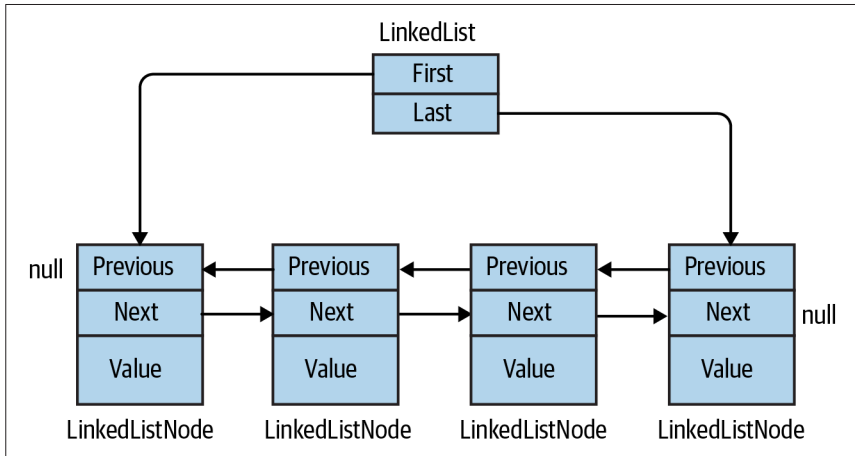 LinkedList
First
Last
null
Previous
Previous
Previous
Previous
Next
Next
Next
Next
null
Value
Value
Value
Value
LinkedListNode
LinkedListNode
LinkedListNode
LinkedListNode